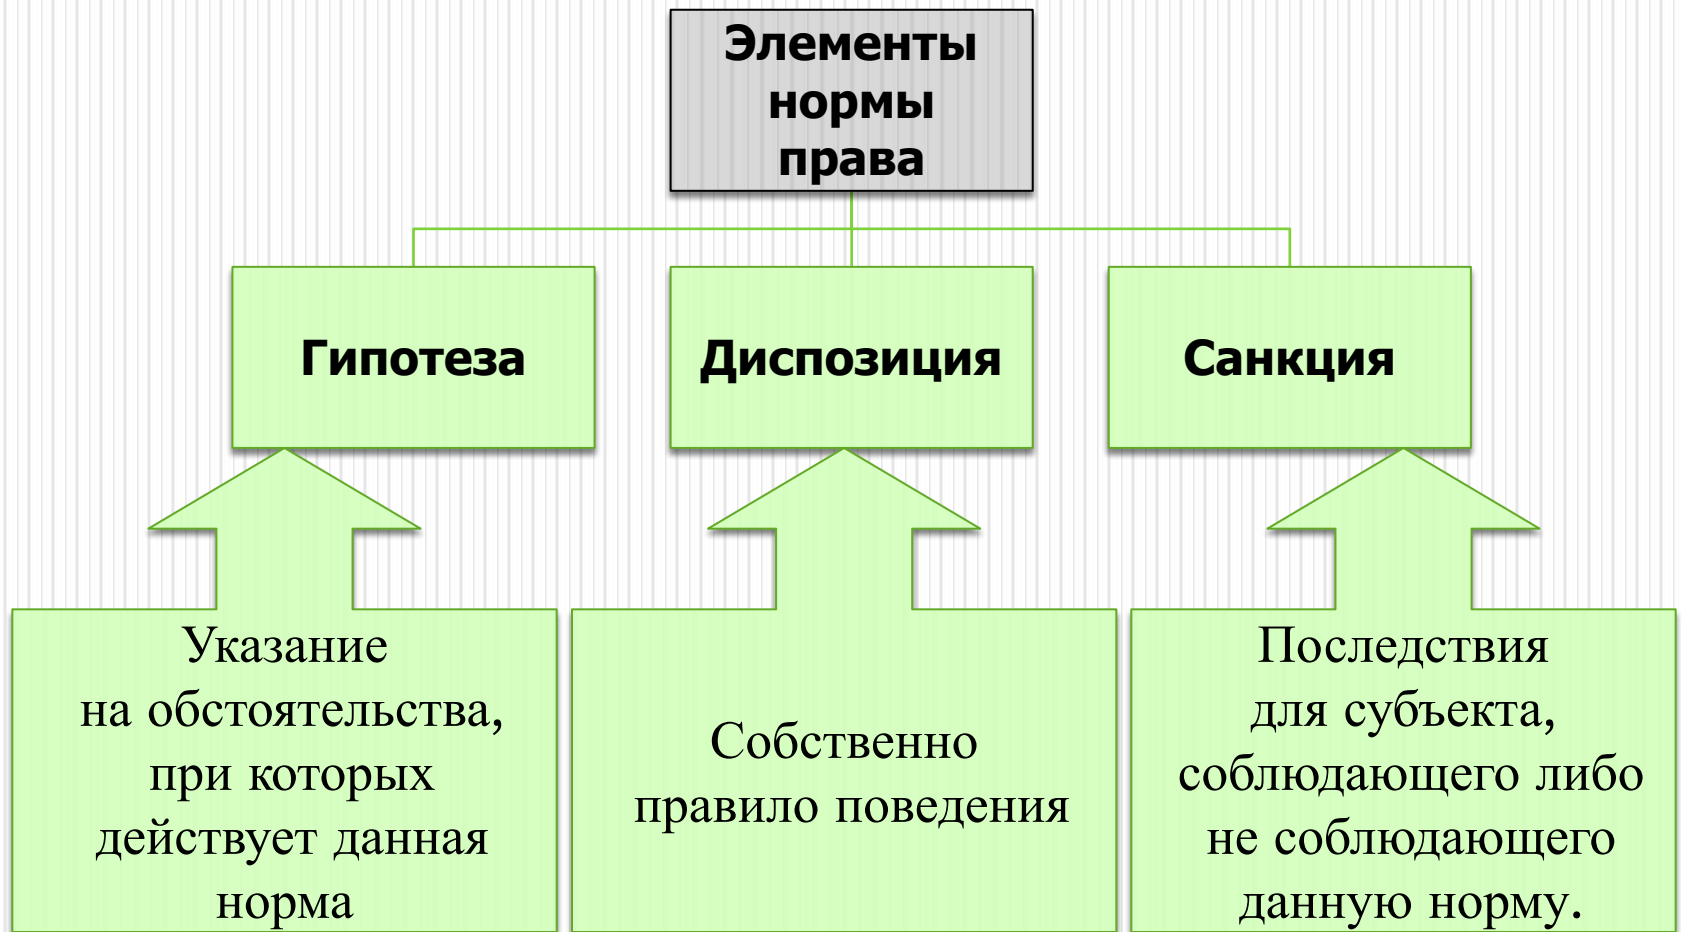 Элементы
нормы
права
Гипотеза
Диспозиция
Санкция
Указание
на обстоятельства,
при которых
действует данная
норма
Собственно
правило поведения
Последствия
для субъекта,
соблюдающего либо
не соблюдающего
данную норму.